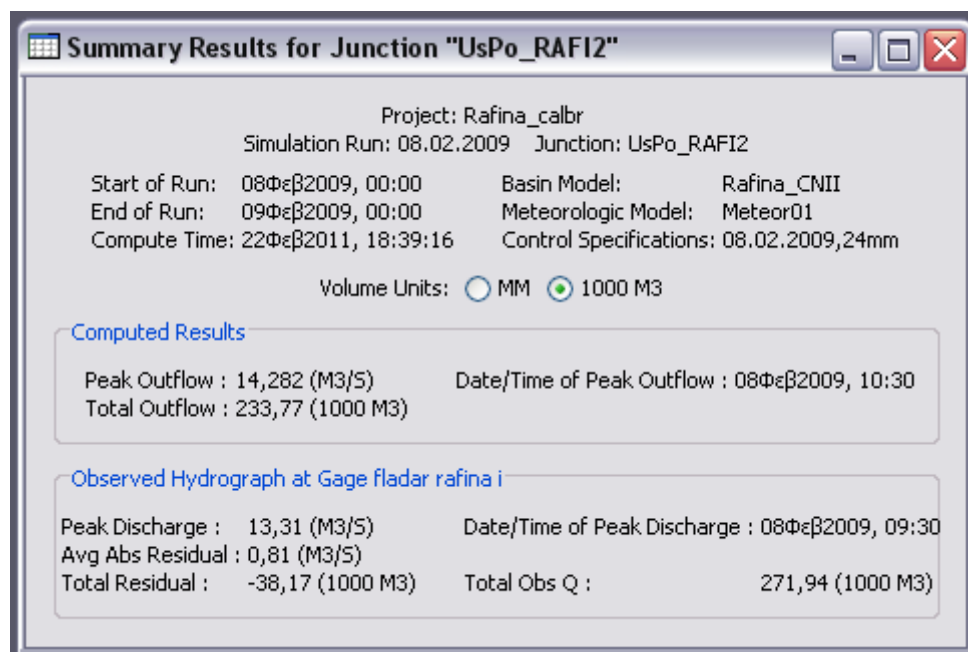 Summary Results for Junction "UsPo_RAFI2"
Project: Rafina_calbr
Simulation Run: 08.02.2009 Junction: UsPo_RAFI2
Start of Run: 08Φεβ2009, 00:00 Basin Model: Rafina_CNII
End of Run: 09Φεβ2009, 00:00 Meteorologic Model: Meteor01
Compute Time: 22Φεβ2011, 18:39:16 Control Specifications: 08.02.2009,24mm
Volume Units: MM 1000 M3
Computed Results
Peak Outflow : 14,282 (M3/S) Date/Time of Peak Outflow : 08Φεβ2009, 10:30
Total Outflow : 233,77 (1000 M3)
Observed Hydrograph at Gage fladar rafina i
Peak Discharge : 13,31 (M3/S) Date/Time of Peak Discharge : 08Φεβ2009, 09:30
Avg Abs Residual : 0,81 (M3/S)
Total Residual : -38,17 (1000 M3) Total Obs Q : 271,94 (1000 M3)